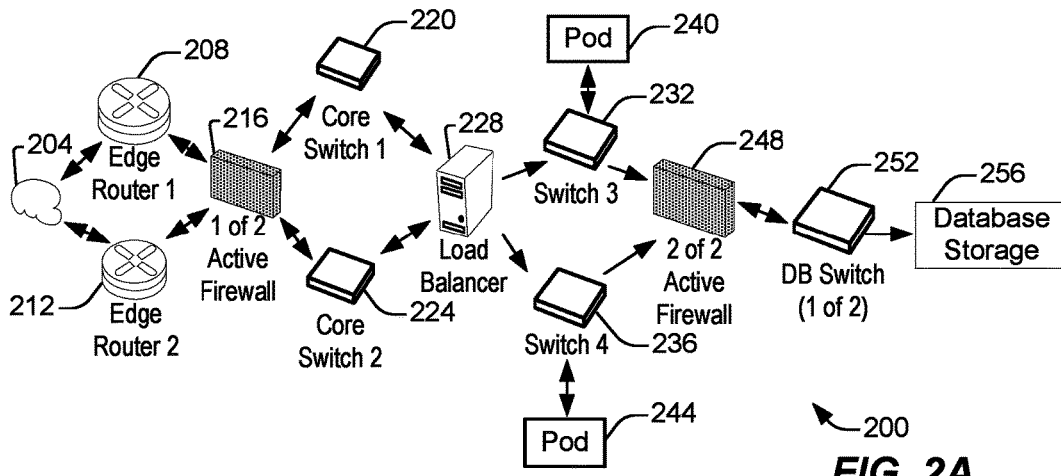 208
220
Pod
240
232
204
216
Core
Switch 1
228
248
252
256
Edge
Router 1
Switch 3
Database
Storage
1 of 2
Active
Firewall
Load
Balancer
2 of 2
Active
Firewall
DB Switch
(1 of 2)
212
Edge
Router 2
224
Core
Switch 2
Switch 4
236
Pod
244
200
FIG. 2A